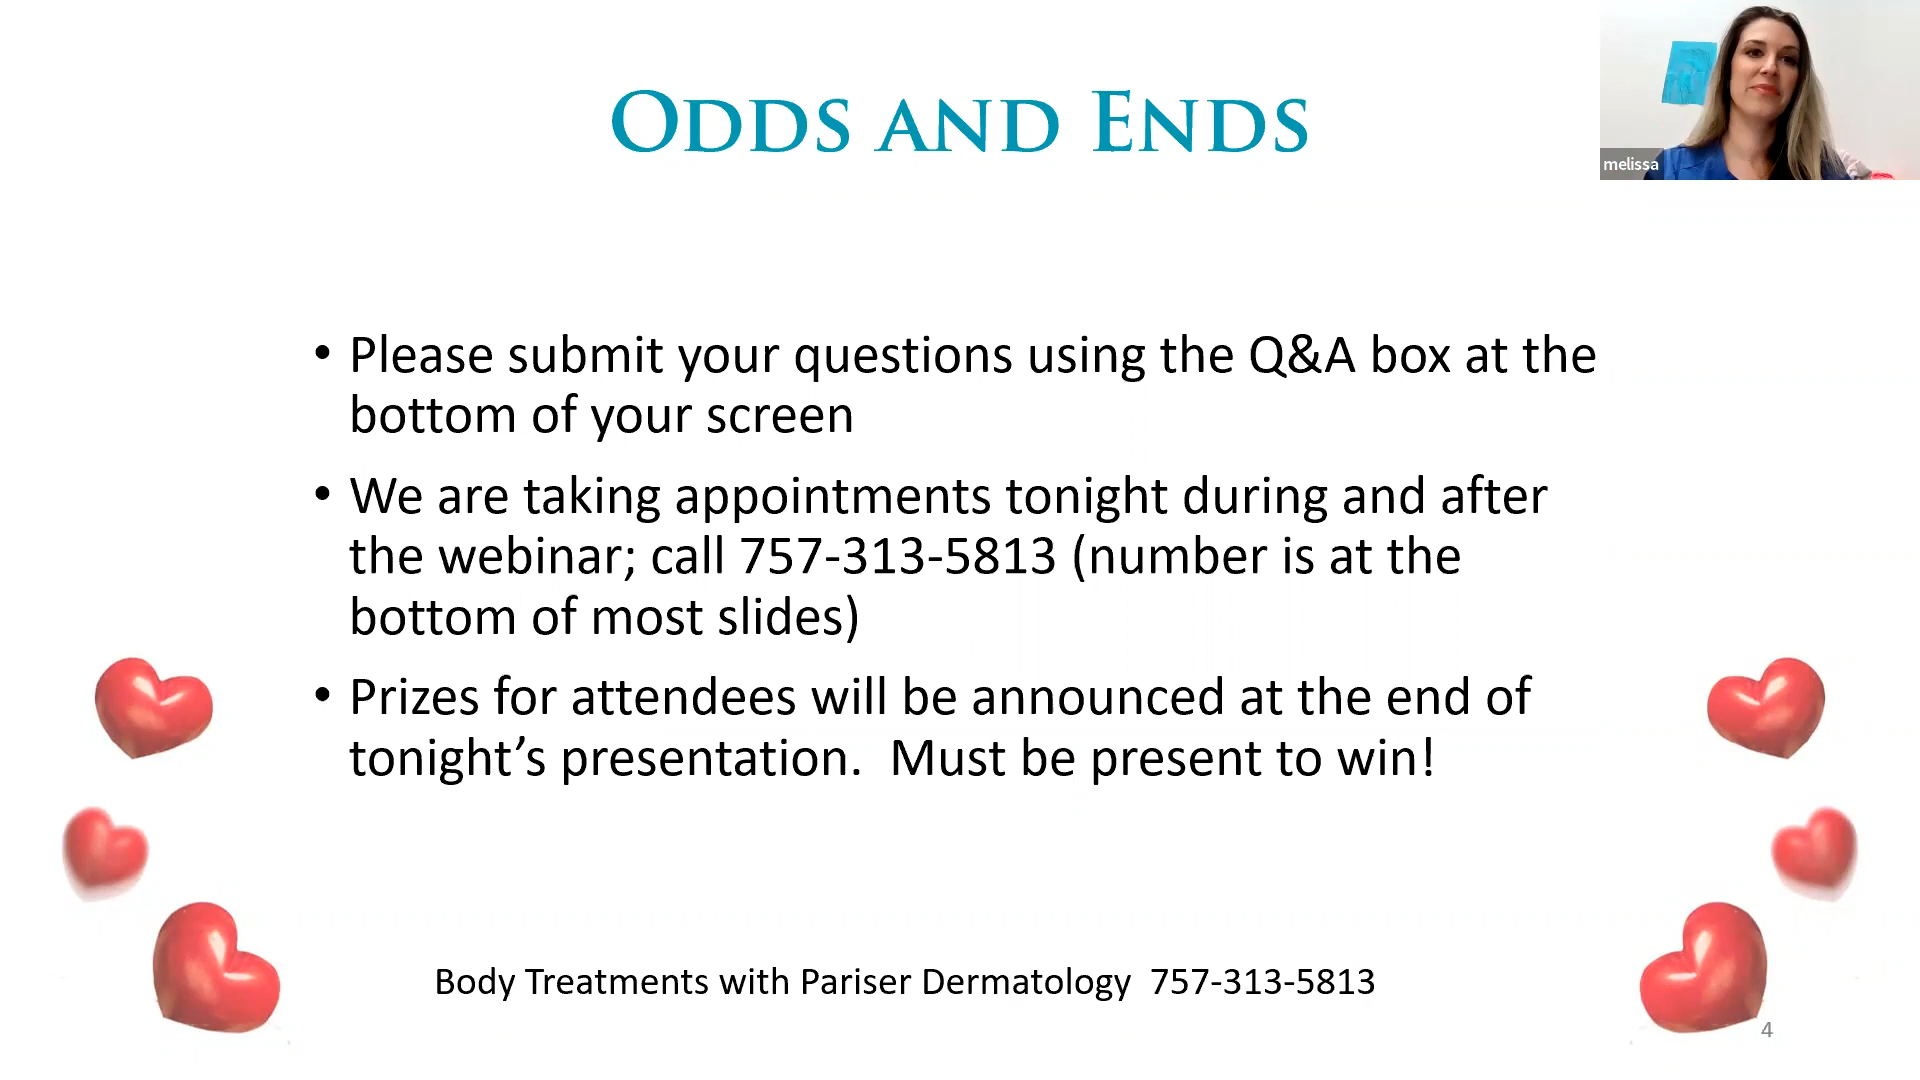 Odds and Ends
melissa
• Please submit your questions using the Q&A box at the
bottom of your screen
• We are taking appointments tonight during and after
the webinar; call 757-313-5813 (number is at the
bottom of most slides)
• Prizes for attendees will be announced at the end of
tonight’s presentation.  Must be present to win!
Body Treatments with Pariser Dermatology  757-313-5813
4